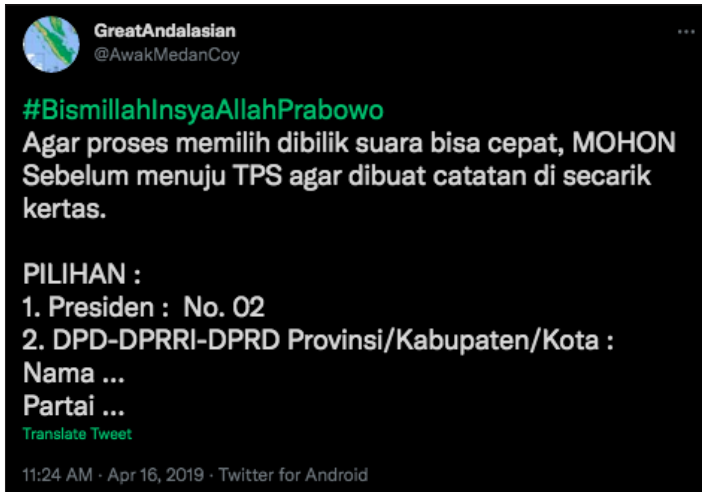 GreatAndalasian
@AwakMedanCoy
#BismillahInsyaAllahPrabowo
Agar proses memilih dibilik suara bisa cepat, MOHON
Sebelum menuju TPS agar dibuat catatan di secarik
kertas.
PILIHAN :
1. Presiden :  No. 02
2. DPD-DPRRI-DPRD Provinsi/Kabupaten/Kota :
Nama ...
Partai ...
Translate Tweet
11:24 AM · Apr 16, 2019 · Twitter for Android